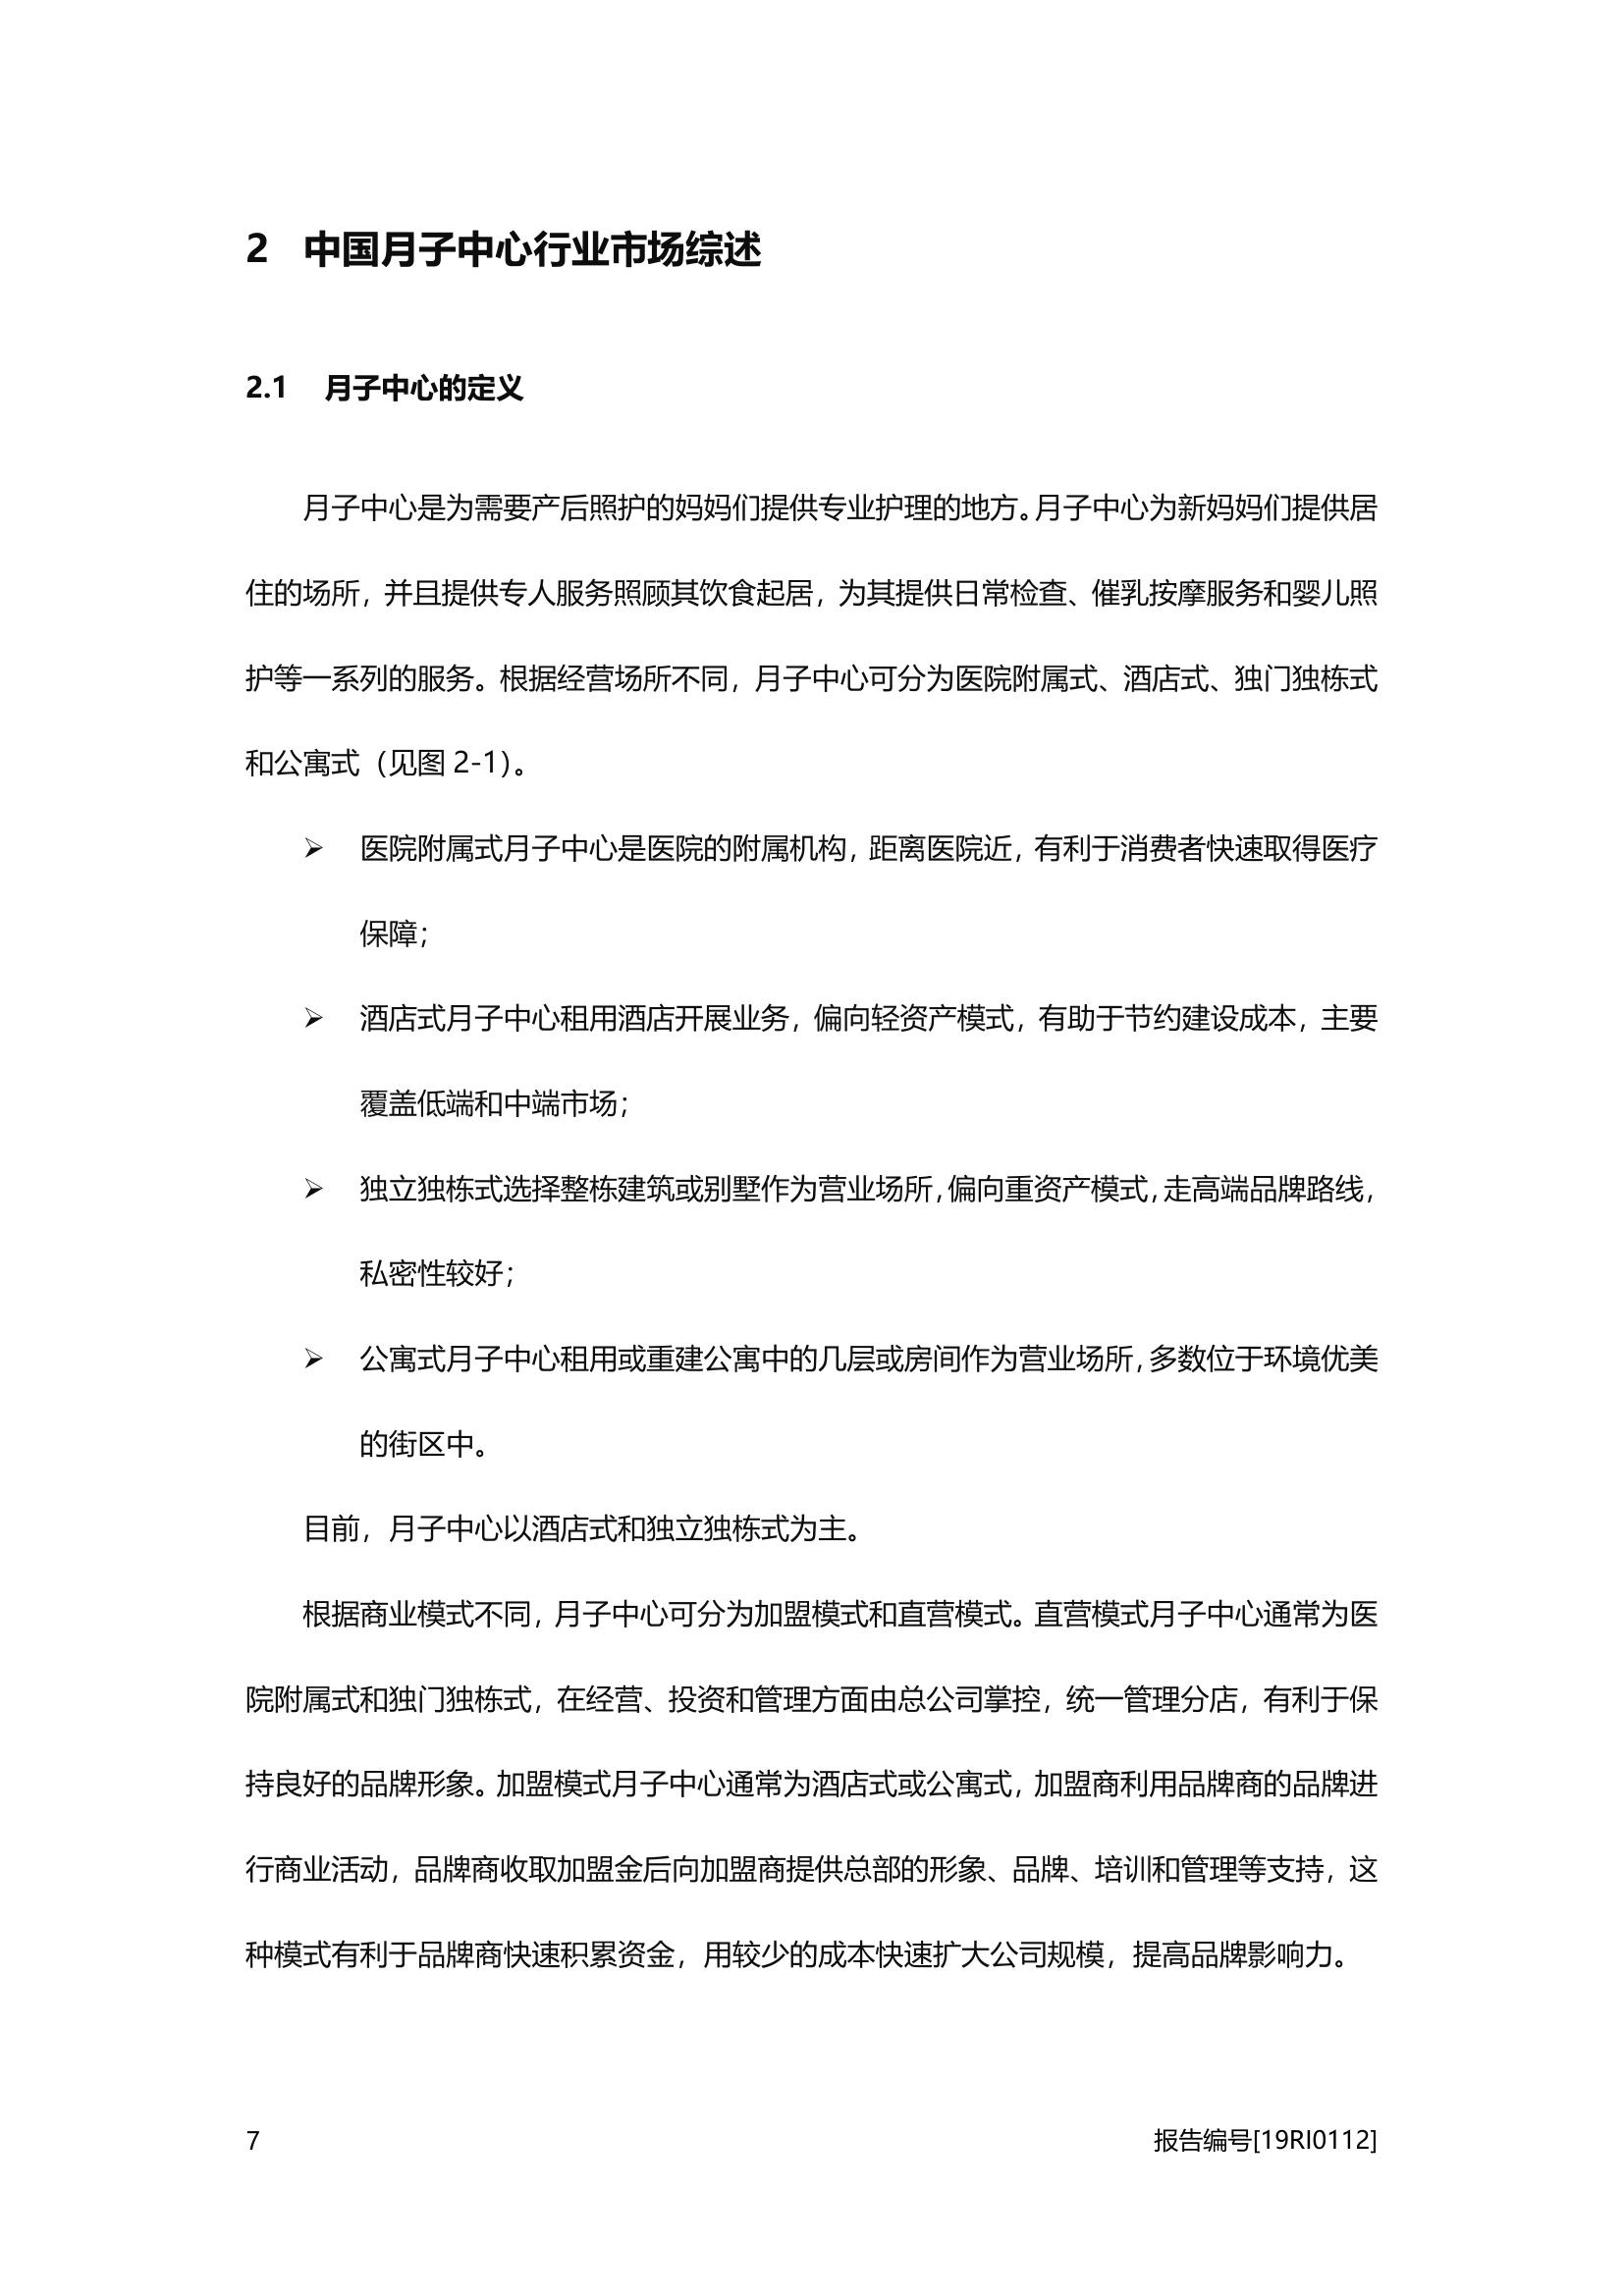 2 中国月子中心行业市场综述
2.1 月子中心的定义
月子中心是为需要产后照护的妈妈们提供专业护理的地方。月子中心为新妈妈们提供居
住的场所，并且提供专人服务照顾其饮食起居，为其提供日常检查、催乳按摩服务和婴儿照
护等一系列的服务。根据经营场所不同，月子中心可分为医院附属式、酒店式、独门独栋式
和公寓式（见图 2-1）。
➢ 医院附属式月子中心是医院的附属机构，距离医院近，有利于消费者快速取得医疗
保障；
➢ 酒店式月子中心租用酒店开展业务，偏向轻资产模式，有助于节约建设成本，主要
覆盖低端和中端市场；
➢ 独立独栋式选择整栋建筑或别墅作为营业场所，偏向重资产模式，走高端品牌路线，
私密性较好；
➢ 公寓式月子中心租用或重建公寓中的几层或房间作为营业场所，多数位于环境优美
的街区中。
目前，月子中心以酒店式和独立独栋式为主。
根据商业模式不同，月子中心可分为加盟模式和直营模式。直营模式月子中心通常为医
院附属式和独门独栋式，在经营、投资和管理方面由总公司掌控，统一管理分店，有利于保
持良好的品牌形象。加盟模式月子中心通常为酒店式或公寓式，加盟商利用品牌商的品牌进
行商业活动，品牌商收取加盟金后向加盟商提供总部的形象、品牌、培训和管理等支持，这
种模式有利于品牌商快速积累资金，用较少的成本快速扩大公司规模，提高品牌影响力。
7 报告编号[19RI0112]